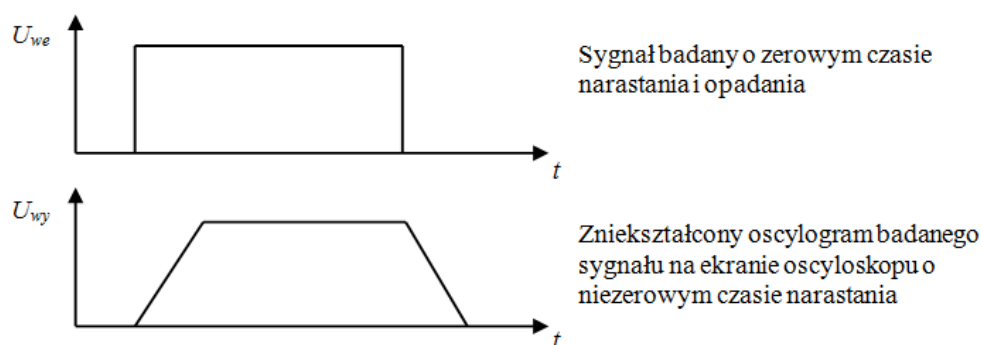 U_we
Sygnał badany o zerowym czasie
narastania i opadania
t
U_wy
Zniekształcony oscylogram badanego
sygnału na ekranie oscyloskopu o
niezerowym czasie narastania
t